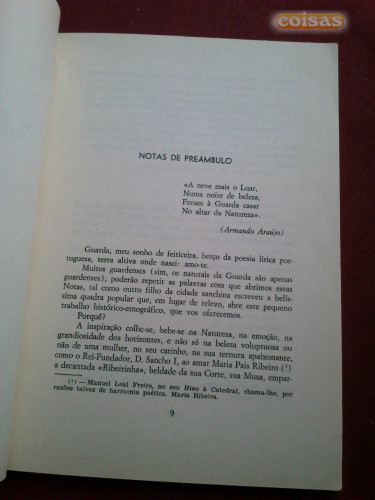 coisas
NOTAS DE PREÂMBULO
«A neve mais o Luar,
Numa noite de beleza,
Foram à Guarda casar
No altar da Natureza».
(Armando Araújo)
Guarda, meu sonho de feiticeira, berço da poesia lírica por-
tuguesa, terra altiva onde nasci: amo-te.
Muitos guardenses (sim, os naturais da Guarda são apenas
guardenses), poderão repetir as palavras com que abrimos estas
Notas, tal como outro filho da cidade sanchina escreveu a belís-
sima quadra popular que, em lugar de relevo, abre este pequeno
trabalho histórico-etnográfico, que vos oferecemos.
Porquê?
A inspiração colhe-se, bebe-se na Natureza, na emoção, na
grandiosidade dos horizontes, e não só na beleza voluptuosa ou
não de uma mulher, no seu carinho, na sua ternura apaixonante,
como o Rei-Fundador, D. Sancho I, ao amar Maria Pais Ribeiro (¹)
a decantada «Ribeirinha», beldade da sua Corte, sua Musa, empar-
(¹) — Manuel Leal Freire, no seu Hino à Catedral, chama-lhe, por
razões talvez de harmonia poética, Maria Ribeira.
9